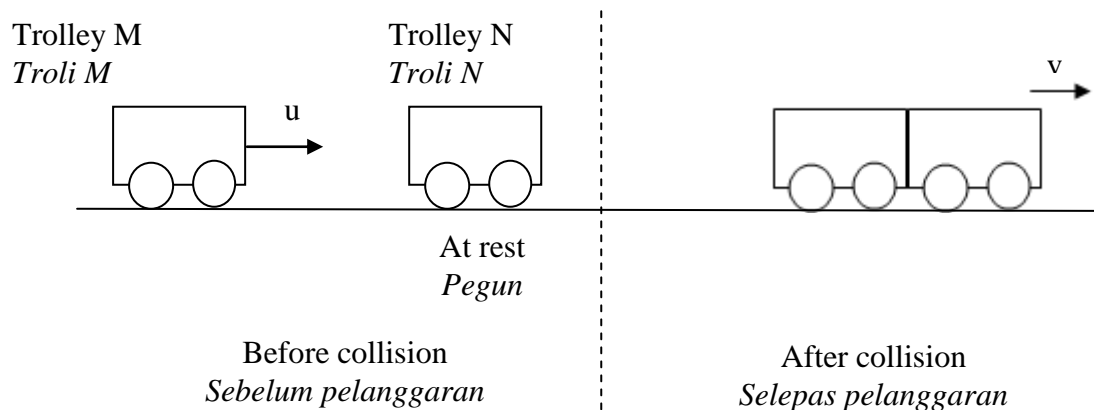 Trolley M
Troli M
Trolley N
Troli N
u
v
At rest
Pegun
Before collision
Sebelum pelanggaran
After collision
Selepas pelanggaran